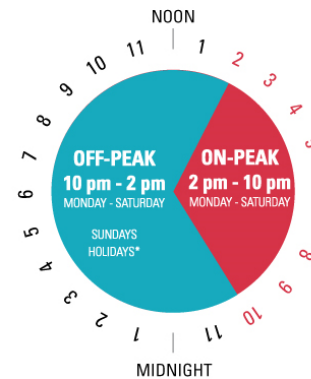 NOON
11
1
10
2
9
3
8
4
7
5
OFF-PEAK
10 pm - 2 pm
MONDAY - SATURDAY
SUNDAYS
HOLIDAYS*
ON-PEAK
2 pm - 10 pm
MONDAY - SATURDAY
6
5
8
4
9
3
10
2
11
1
MIDNIGHT